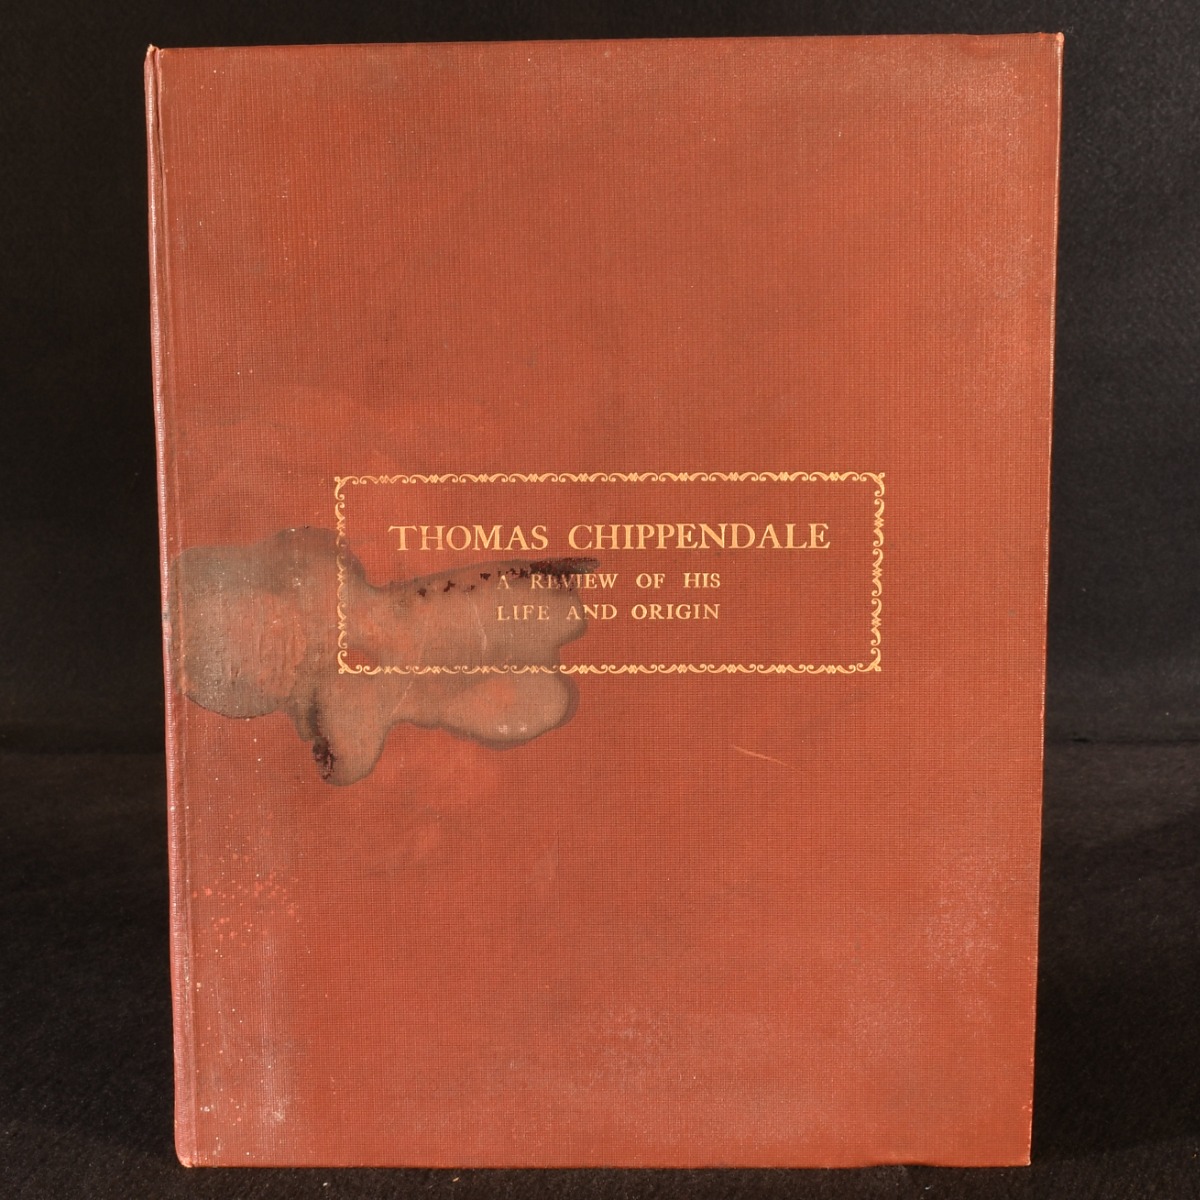 THOMAS CHIPPENDALE
A REVIEW OF HIS
LIFE AND ORIGIN